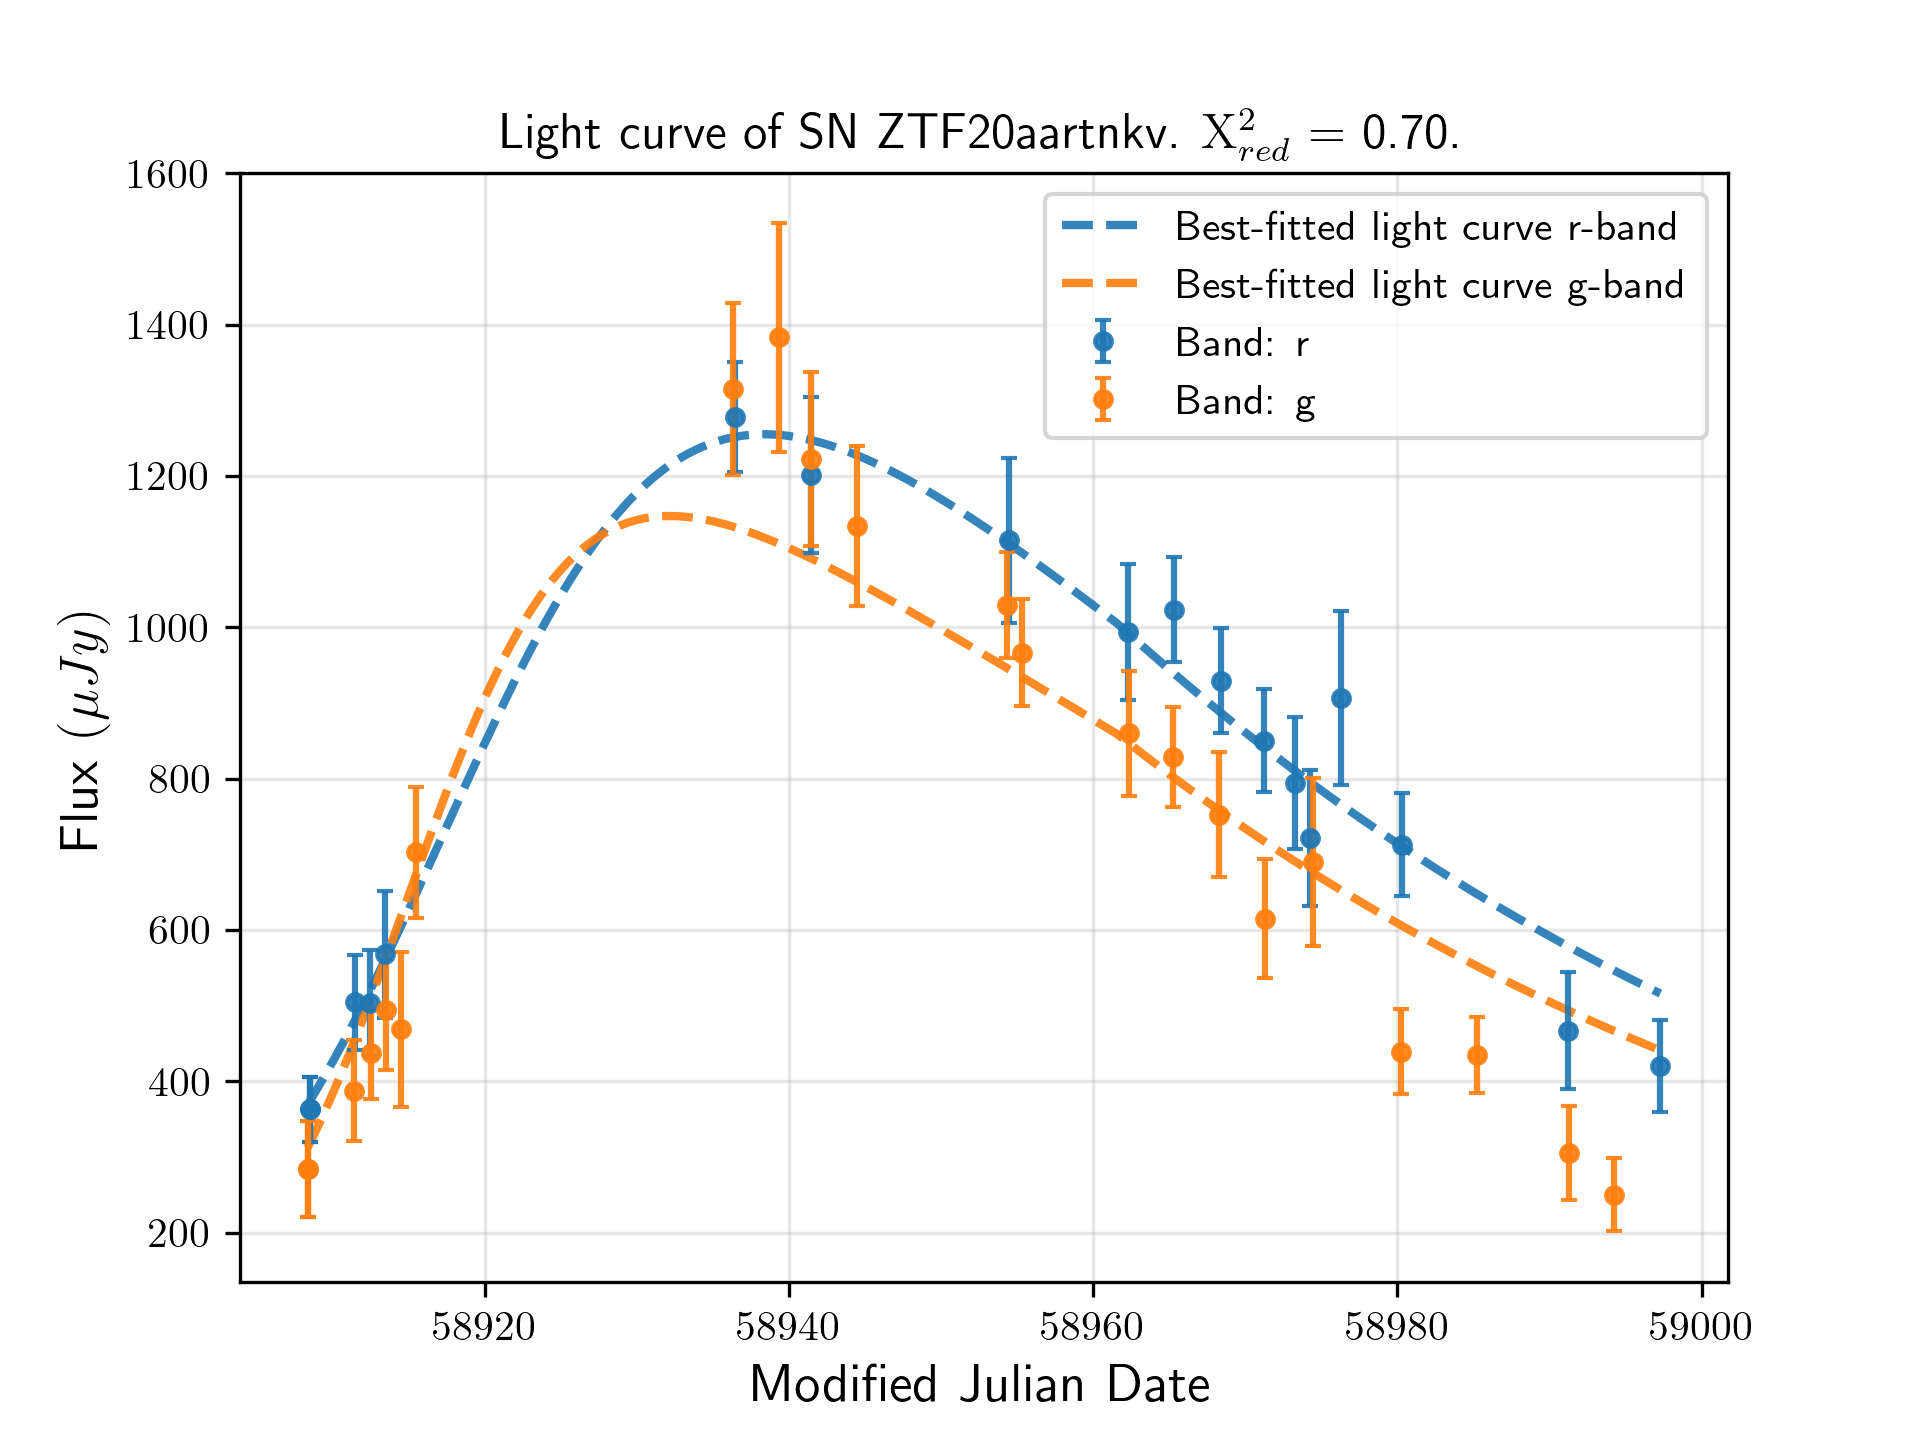 Light curve of SN ZTF20aartnkv. X²_red = 0.70.
1600
1400
1200
1000
800
600
400
200
Flux (μJy)
Best-fitted light curve r-band
Best-fitted light curve g-band
Band: r
Band: g
58920 58940 58960 58980 59000
Modified Julian Date